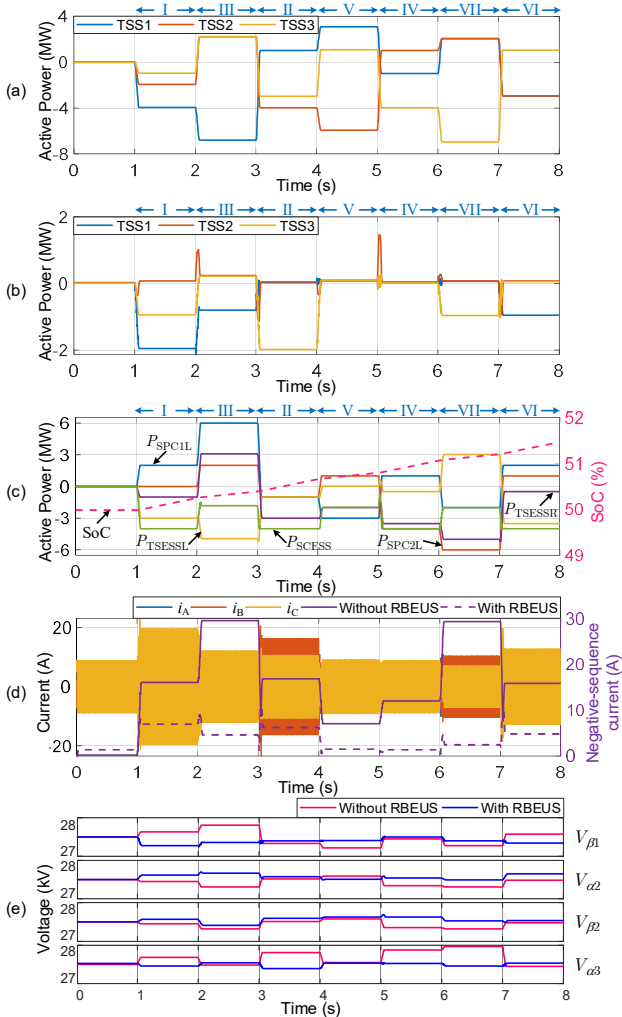 I III II V IV VII VI
TSS1 TSS2 TSS3
4
0
-4
-8
Active Power (MW)
(a)
0 1 2 3 4 5 6 7 8
Time (s)
I III II V IV VII VI
TSS1 TSS2 TSS3
2
0
-2
Active Power (MW)
(b)
0 1 2 3 4 5 6 7 8
Time (s)
I III II V IV VII VI
6
3
0
-3
-6
Active Power (MW)
(c)
P_SPC1L
SoC
P_TSESSL
P_SCESS
P_SPC2L
P_TSESSR
52
51
50
49
SoC (%)
0 1 2 3 4 5 6 7 8
Time (s)
i_A i_B i_C Without RBEUS With RBEUS
20
0
-20
Current (A)
(d)
30
20
10
0
Negative-sequence
current (A)
0 1 2 3 4 5 6 7 8
Time (s)
Without RBEUS With RBEUS
28
27
V_β1
28
27
V_α2
28
27
V_β2
28
27
V_α3
Voltage (kV)
(e)
0 1 2 3 4 5 6 7 8
Time (s)